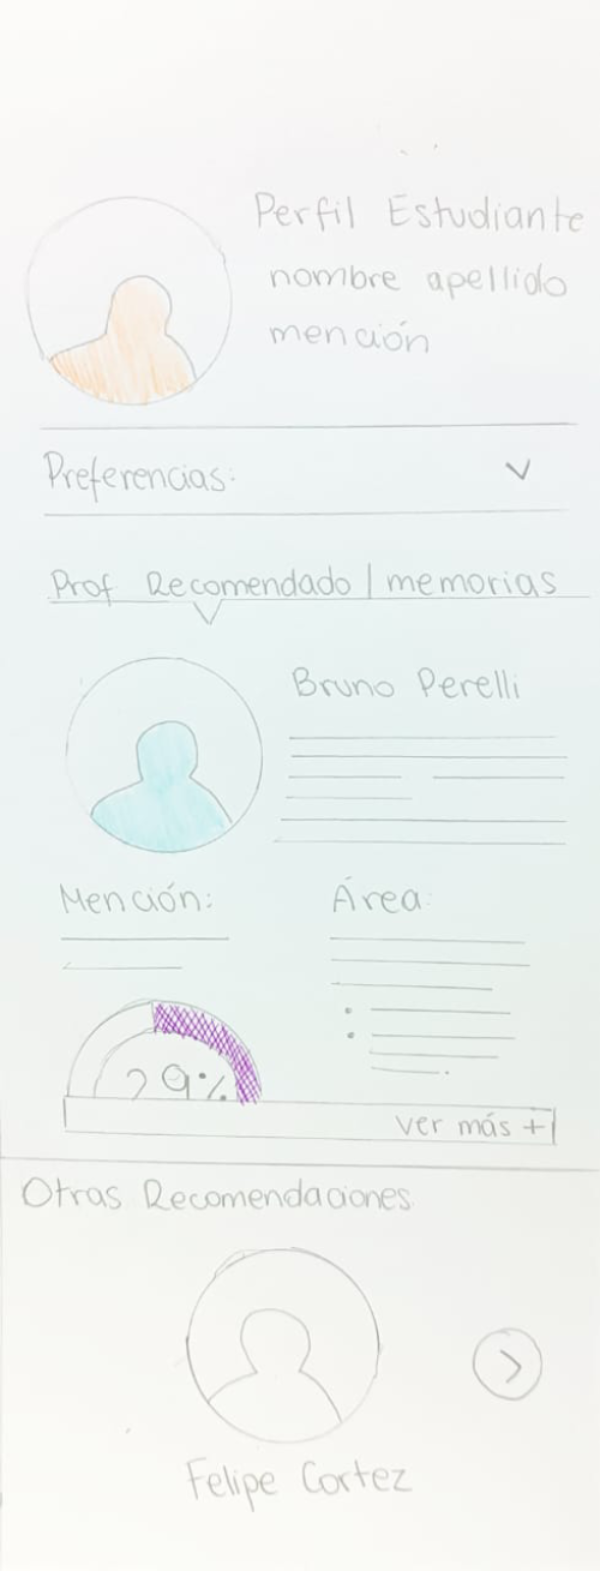 Perfil Estudiante
nombre apellido
mención
Preferencias:
Prof Recomendado | memorias
Bruno Perelli
Mención:
Área:
29%
ver más +
Otras Recomendaciones
Felipe Cortez